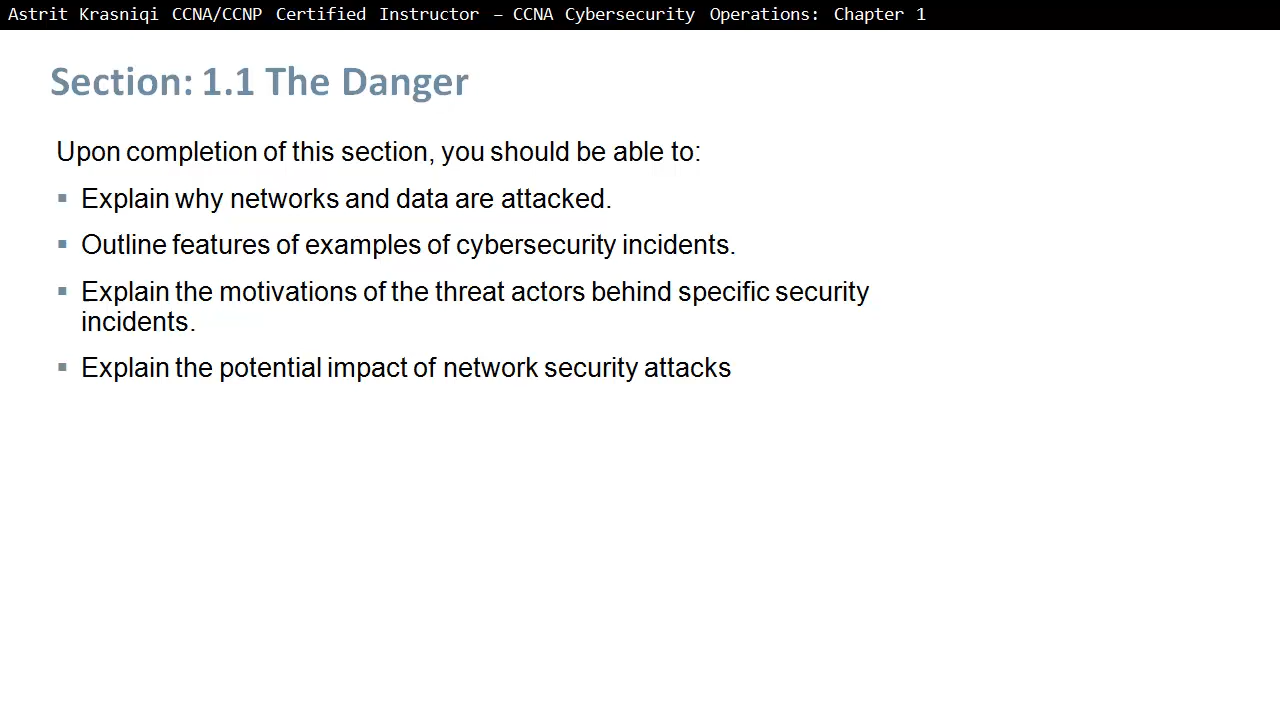 Astrit Krasniqi CCNA/CCNP Certified Instructor – CCNA Cybersecurity Operations: Chapter 1
Section: 1.1 The Danger
Upon completion of this section, you should be able to:
▪ Explain why networks and data are attacked.
▪ Outline features of examples of cybersecurity incidents.
▪ Explain the motivations of the threat actors behind specific security
incidents.
▪ Explain the potential impact of network security attacks